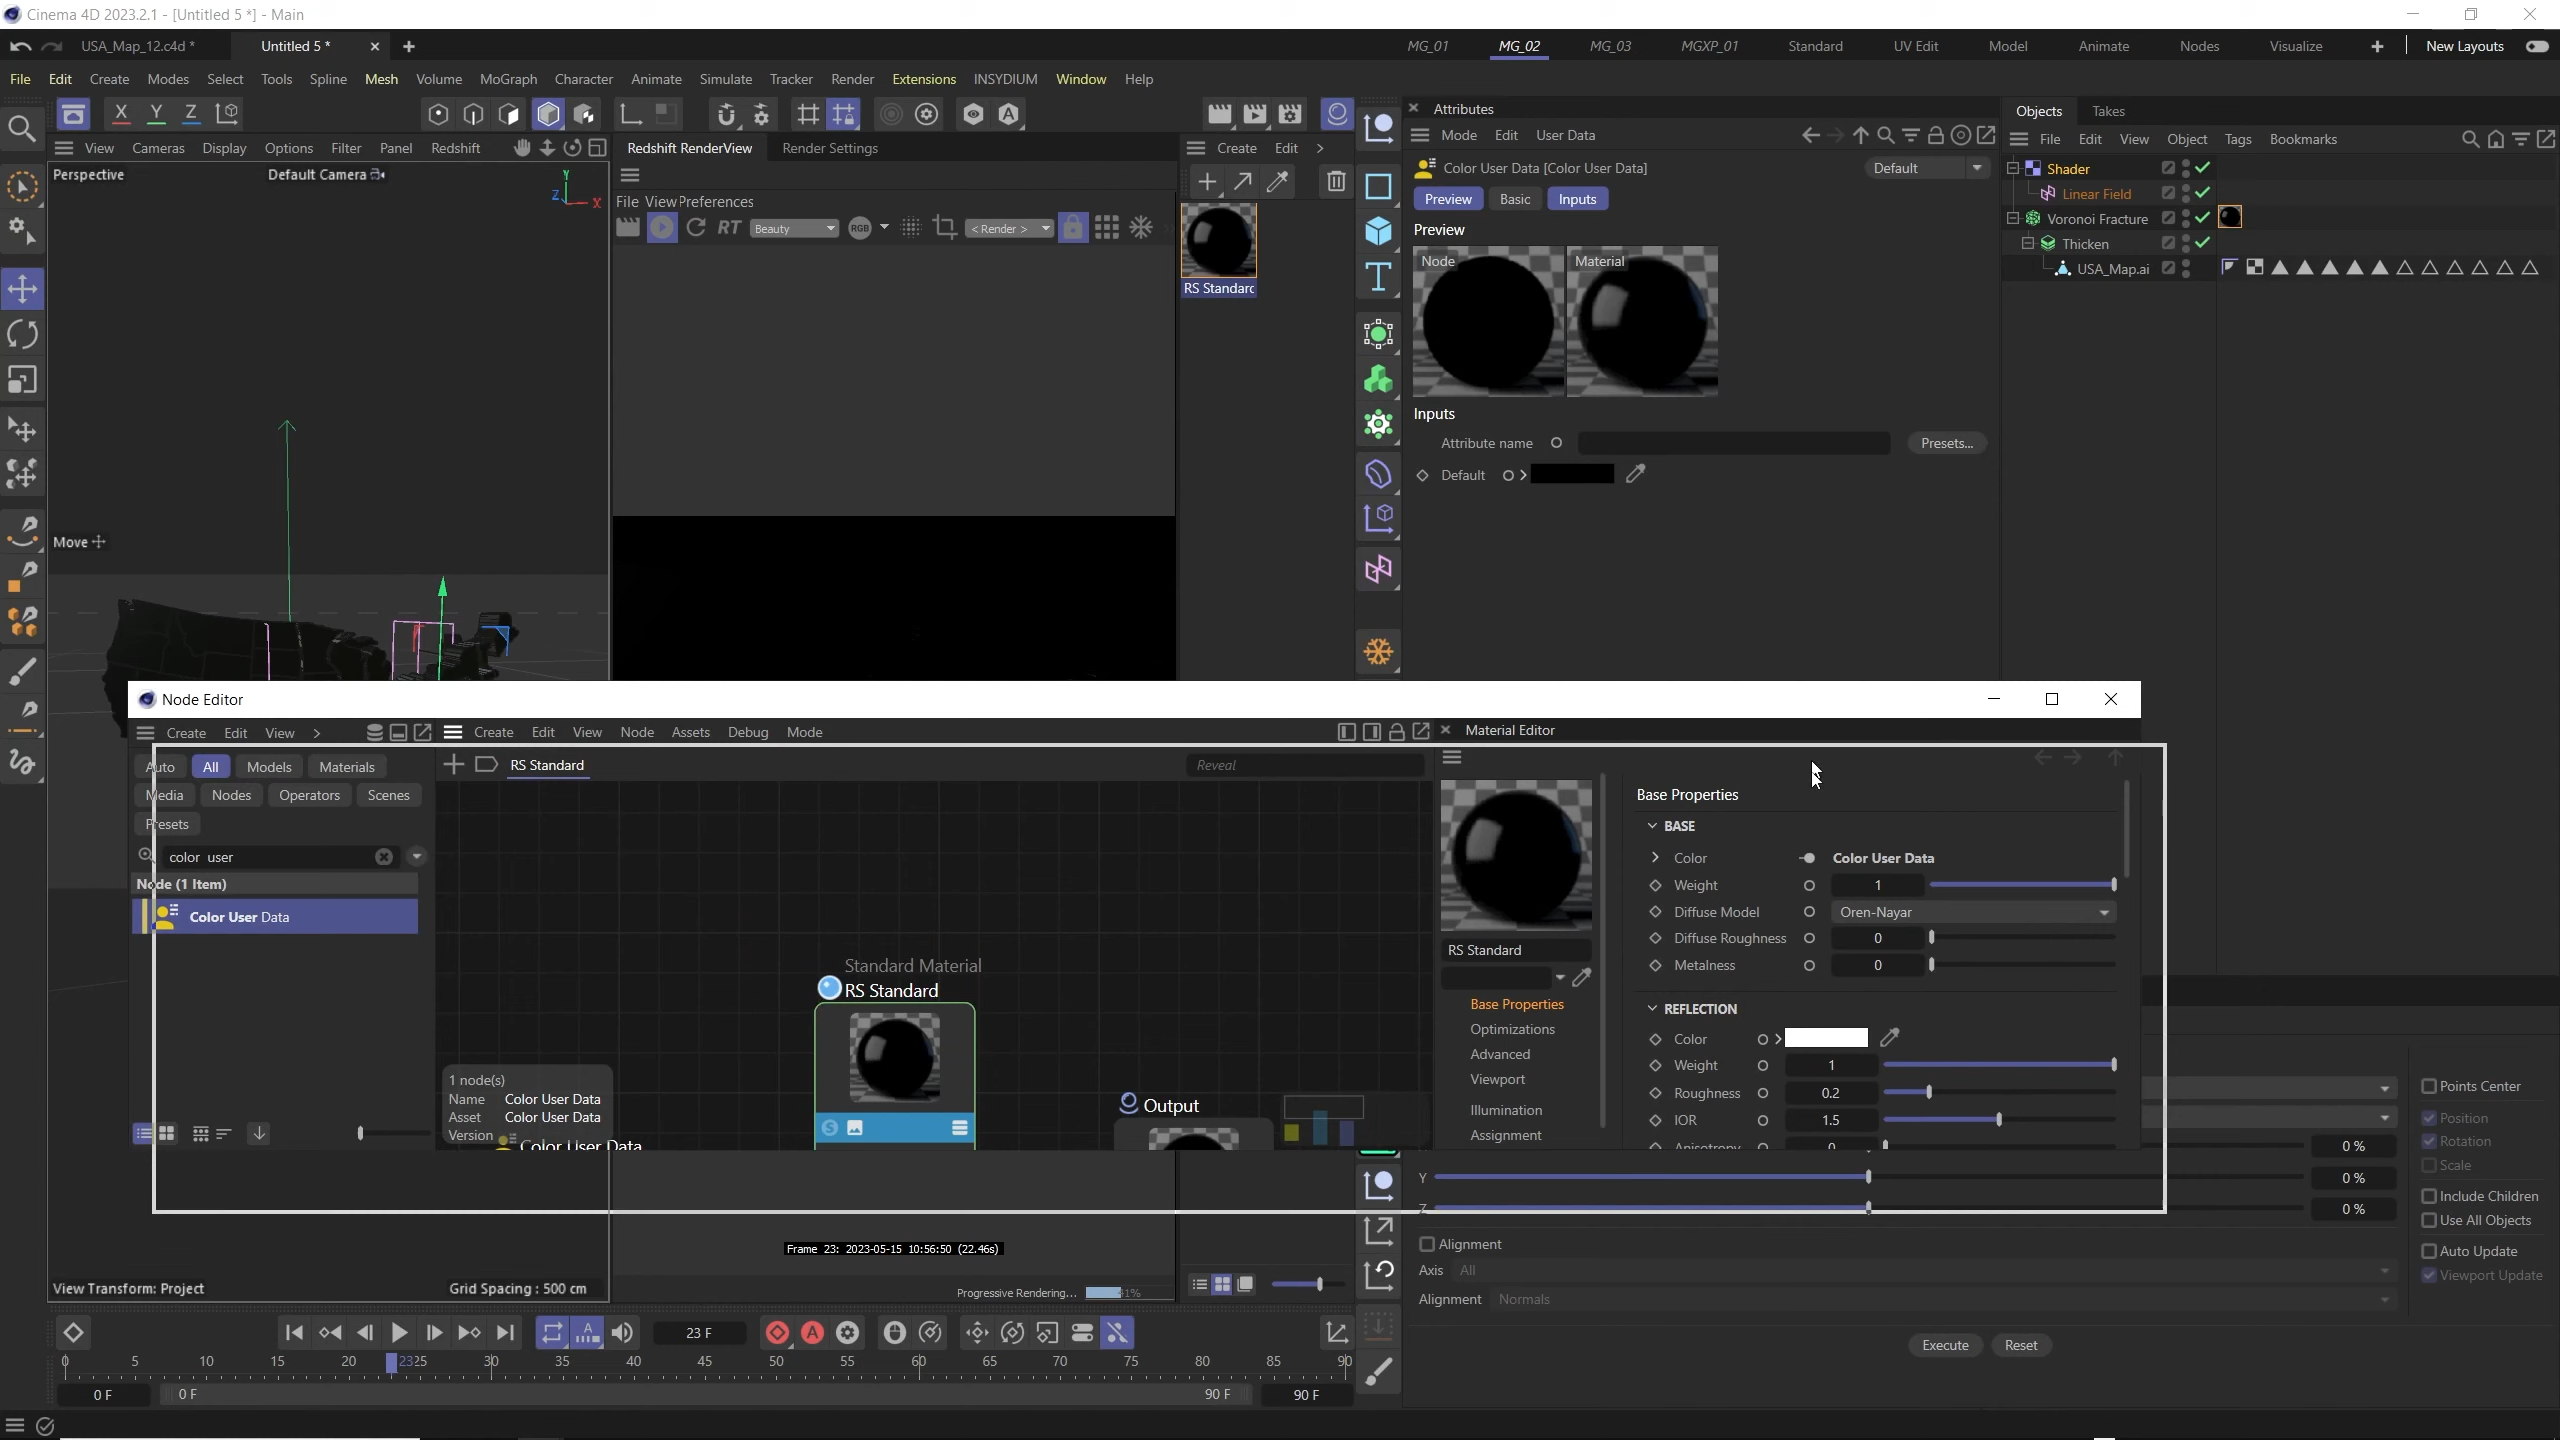 Cinema 4D 2023.2.1 - [Untitled 5 *] - Main
USA_Map_12.c4d * Untitled 5 * MG_01 MG_02 MG_03 MGXP_01 Standard UV Edit Model Animate Nodes Visualize New Layouts
File Edit Create Modes Select Tools Spline Mesh Volume MoGraph Character Animate Simulate Tracker Render Extensions INSYDIUM Window Help
X Y Z
View Cameras Display Options Filter Panel Redshift
Perspective Default Camera
Y
Z X
Move
Redshift RenderView Render Settings
File View Preferences
RT Beauty RGB < Render >
Create Edit
RS Standard
Attributes
Mode Edit User Data
Color User Data [Color User Data] Default
Preview Basic Inputs
Preview
Node Material
Inputs
Attribute name Presets...
Default
Objects Takes
File Edit View Object Tags Bookmarks
Shader
Linear Field
Voronoi Fracture
Thicken
USA_Map.ai
Node Editor
Create Edit View
Create Edit View Node Assets Debug Mode
Auto All Models Materials
Media Nodes Operators Scenes
Presets
color user
Node (1 Item)
Color User Data
RS Standard Reveal
Standard Material
RS Standard
Output
1 node(s)
Name Color User Data
Asset Color User Data
Version
Color User Data
Material Editor
RS Standard
Base Properties
Optimizations
Advanced
Viewport
Illumination
Assignment
Base Properties
BASE
Color Color User Data
Weight 1
Diffuse Model Oren-Nayar
Diffuse Roughness 0
Metalness 0
REFLECTION
Color
Weight 1
Roughness 0.2
IOR 1.5
Anisotropy 0
0 %
Y 0 %
Z 0 %
Alignment
Axis All
Alignment Normals
Points Center
Position
Rotation
Scale
Include Children
Use All Objects
Auto Update
Viewport Update
Execute Reset
Frame 23: 2023-05-15 10:56:50 (22.46s)
Progressive Rendering...
View Transform: Project Grid Spacing : 500 cm
23 F
0 5 10 15 20 2325 30 35 40 45 50 55 60 65 70 75 80 85 90
0 F 0 F 90 F 90 F